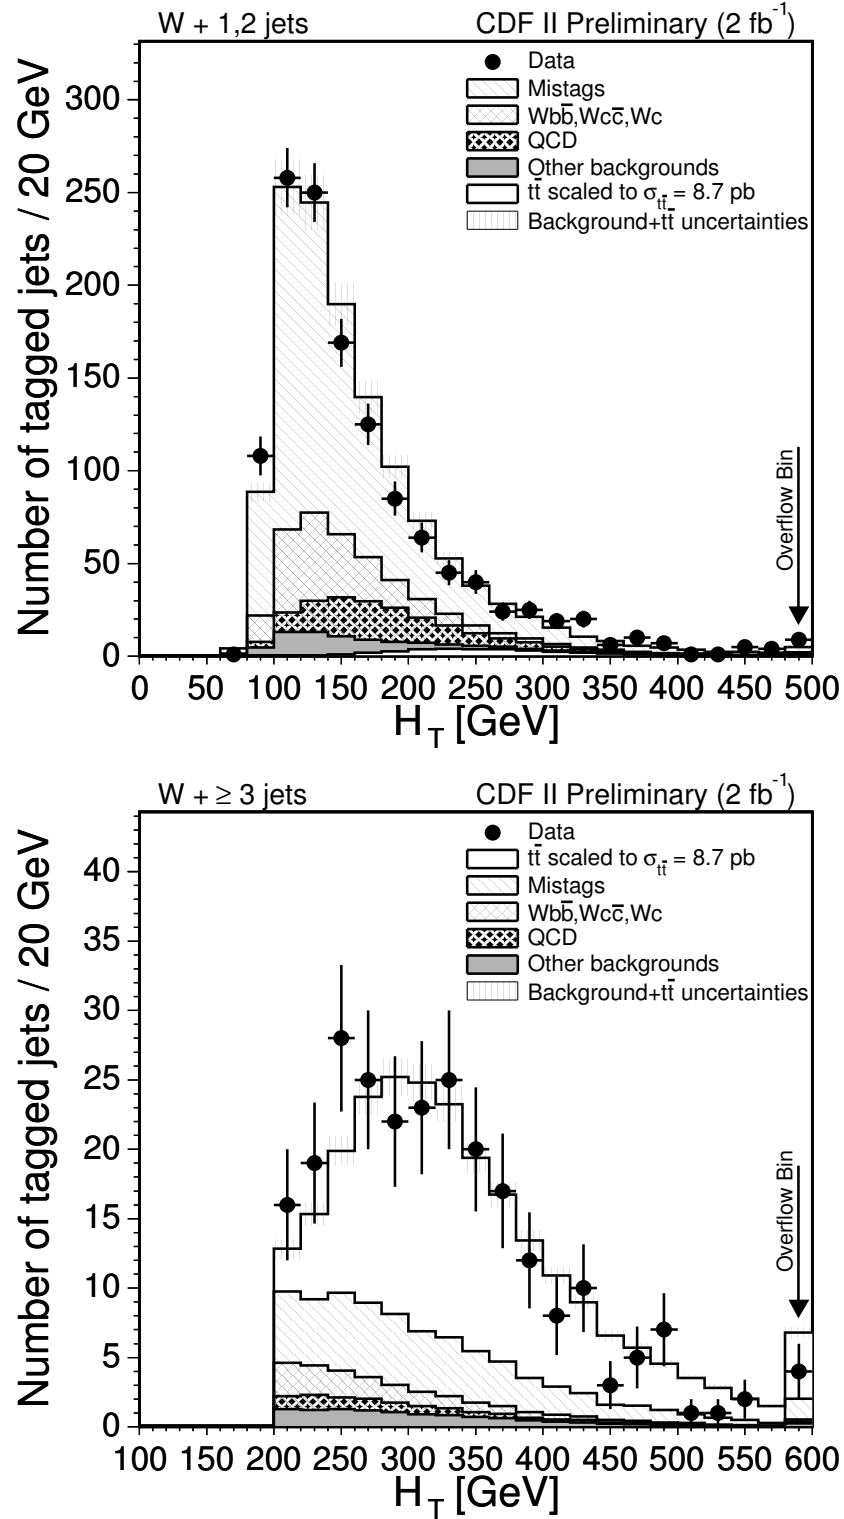 W + 1,2 jets CDF II Preliminary (2 fb⁻¹)
Number of tagged jets / 20 GeV
300
250
200
150
100
50
0
Data
Mistags
Wbb̅,Wcc̅,Wc
QCD
Other backgrounds
tt̅ scaled to σtt̅ = 8.7 pb
Background+tt̅ uncertainties
Overflow Bin
0 50 100 150 200 250 300 350 400 450 500
H_T [GeV]
W + ≥ 3 jets CDF II Preliminary (2 fb⁻¹)
Number of tagged jets / 20 GeV
40
35
30
25
20
15
10
5
0
Data
tt̅ scaled to σtt̅ = 8.7 pb
Mistags
Wbb̅,Wcc̅,Wc
QCD
Other backgrounds
Background+tt̅ uncertainties
Overflow Bin
100 150 200 250 300 350 400 450 500 550 600
H_T [GeV]